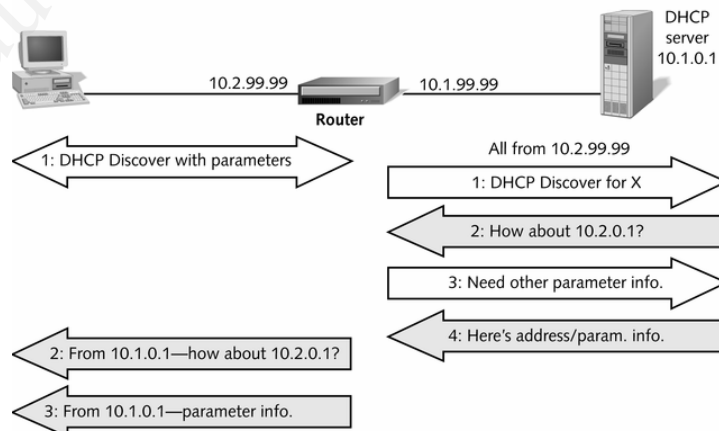 DHCP
server
10.1.0.1
10.2.99.99
10.1.99.99
Router
1: DHCP Discover with parameters
All from 10.2.99.99
1: DHCP Discover for X
2: How about 10.2.0.1?
3: Need other parameter info.
4: Here's address/param. info.
2: From 10.1.0.1—how about 10.2.0.1?
3: From 10.1.0.1—parameter info.